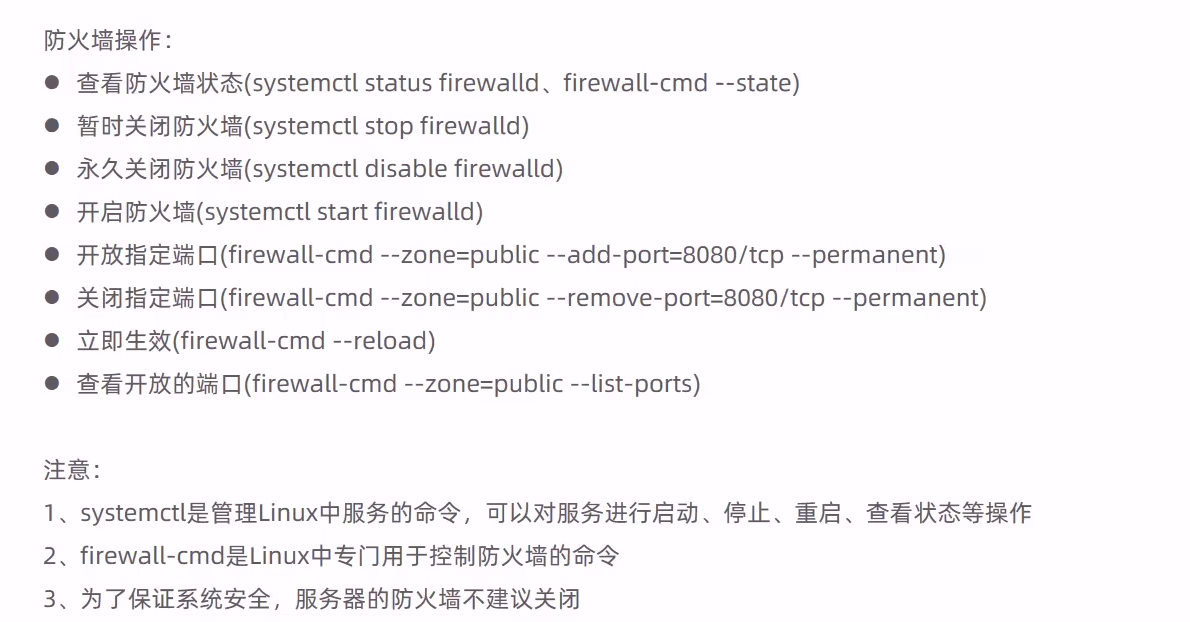 防火墙操作：
● 查看防火墙状态(systemctl status firewalld、firewall-cmd --state)
● 暂时关闭防火墙(systemctl stop firewalld)
● 永久关闭防火墙(systemctl disable firewalld)
● 开启防火墙(systemctl start firewalld)
● 开放指定端口(firewall-cmd --zone=public --add-port=8080/tcp --permanent)
● 关闭指定端口(firewall-cmd --zone=public --remove-port=8080/tcp --permanent)
● 立即生效(firewall-cmd --reload)
● 查看开放的端口(firewall-cmd --zone=public --list-ports)
注意：
1、systemctl是管理Linux中服务的命令，可以对服务进行启动、停止、重启、查看状态等操作
2、firewall-cmd是Linux中专门用于控制防火墙的命令
3、为了保证系统安全，服务器的防火墙不建议关闭